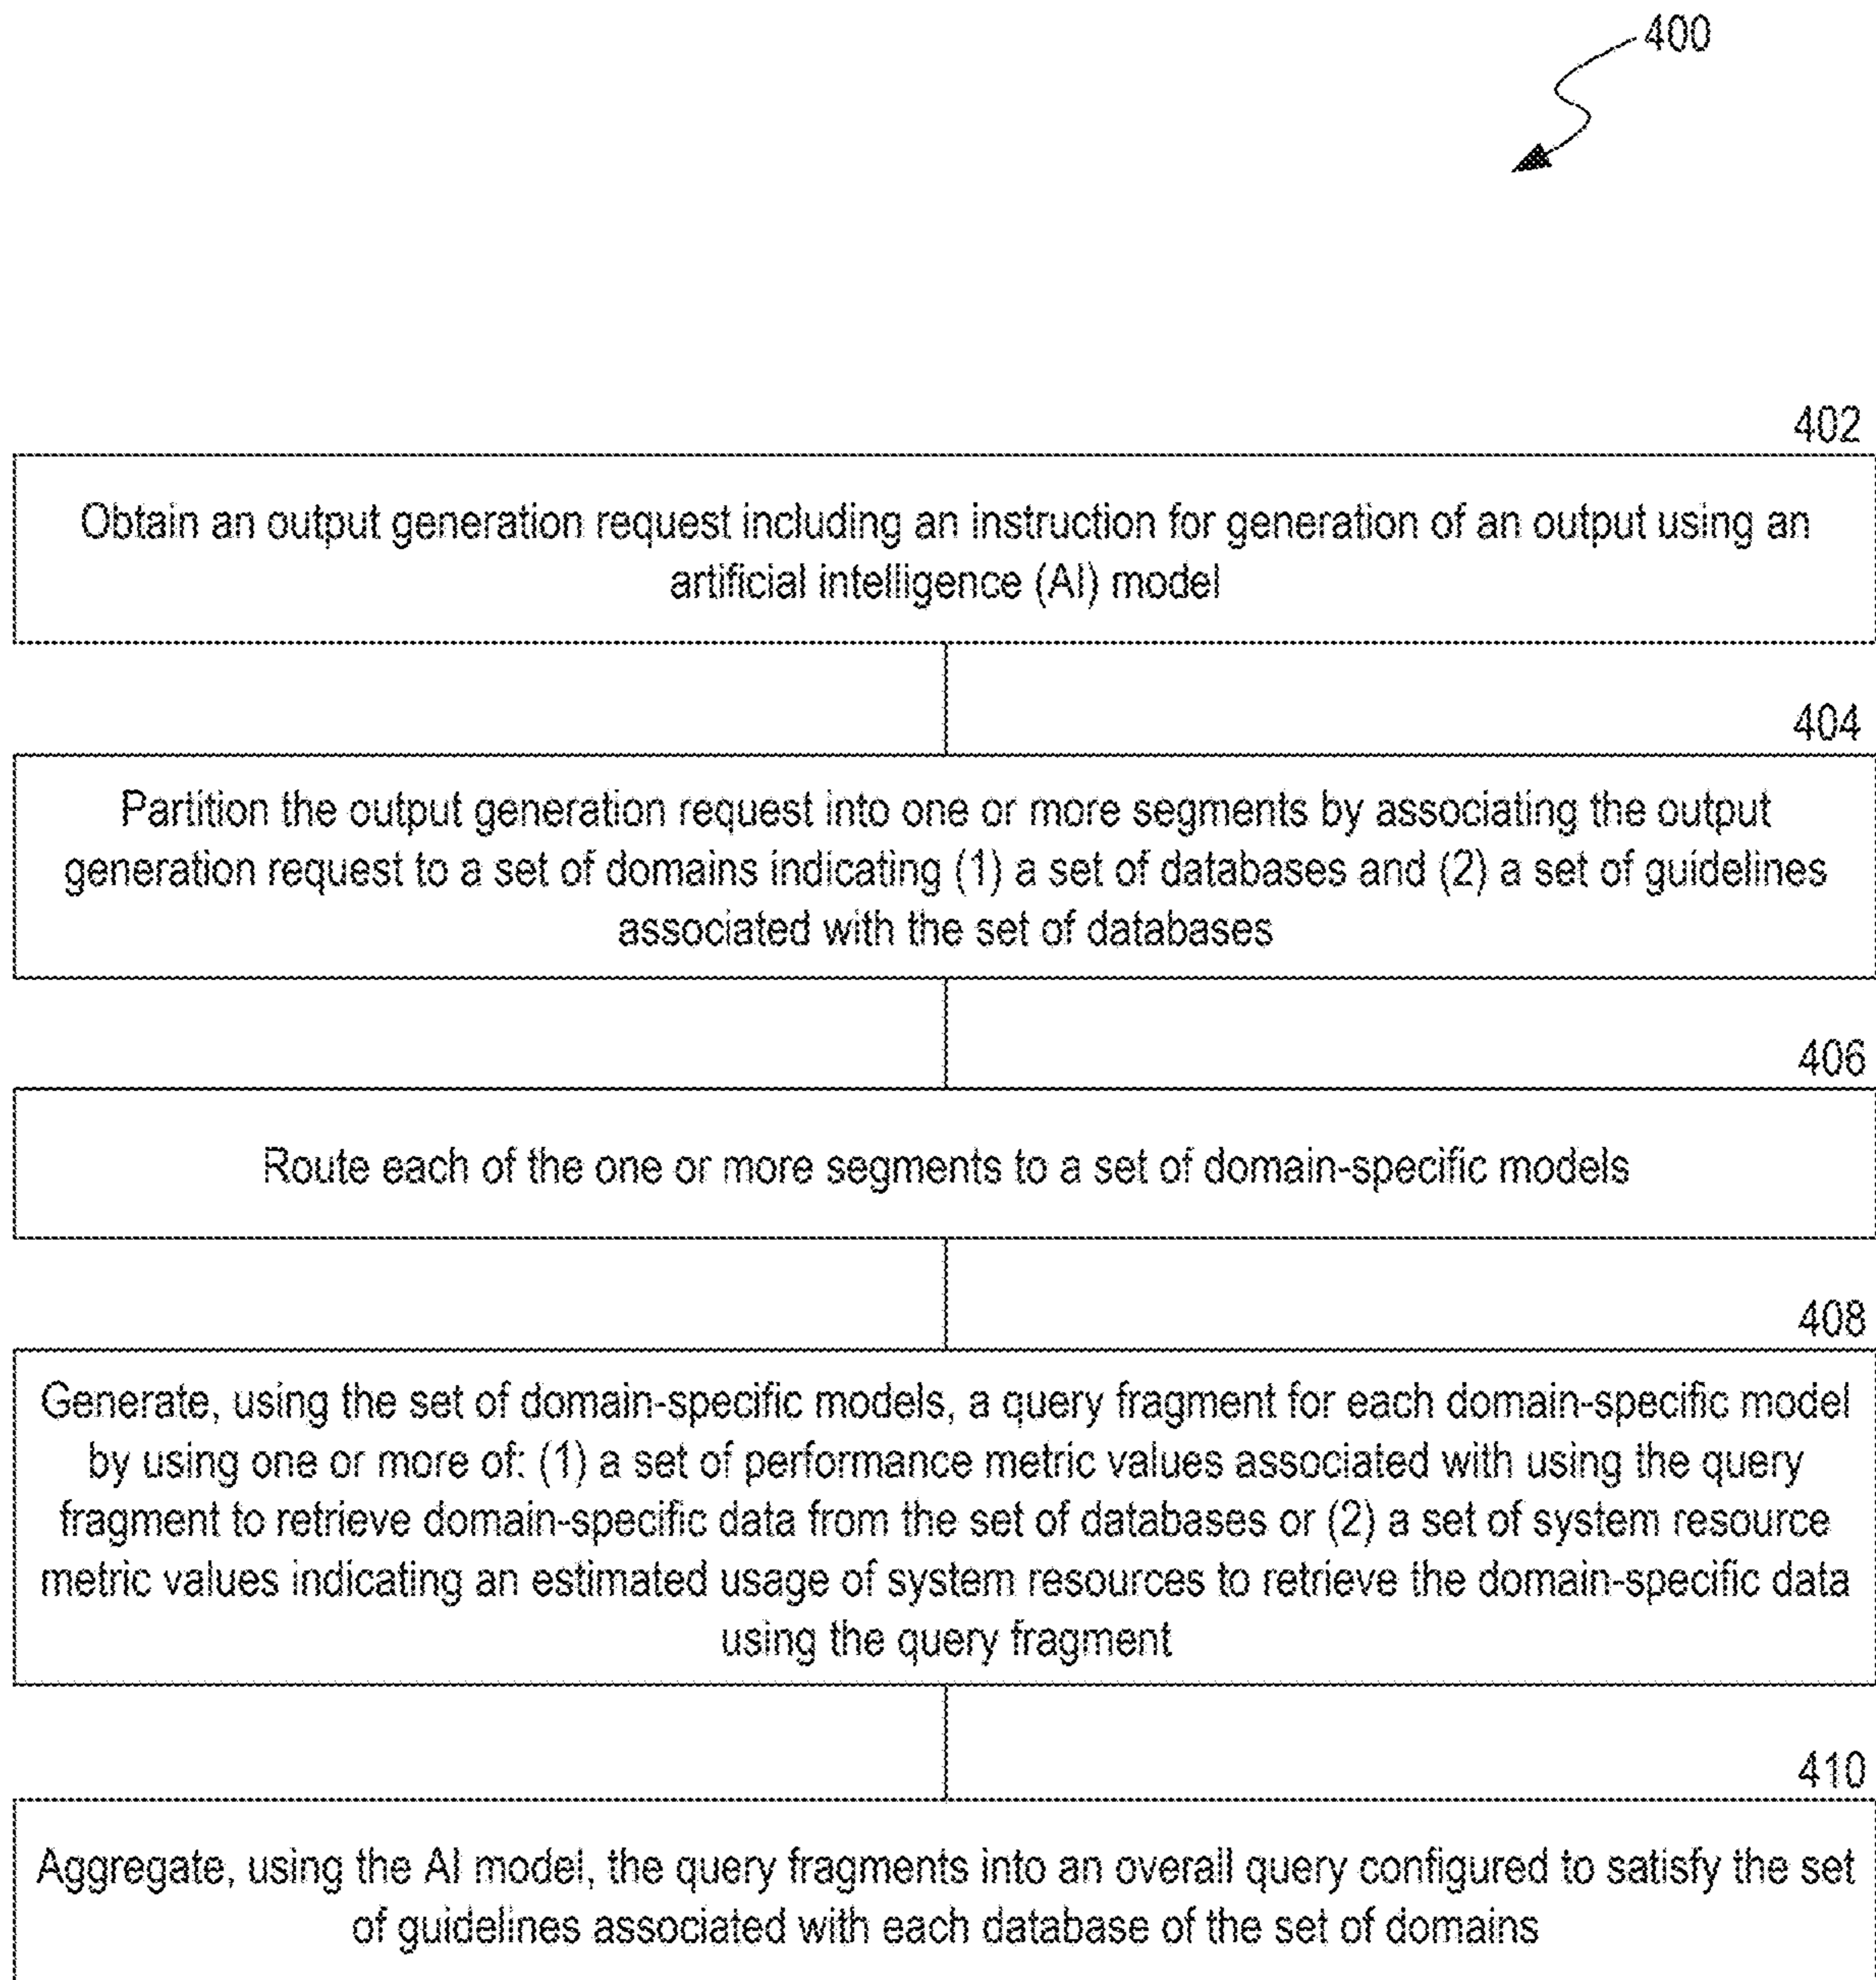 400
402
Obtain an output generation request including an instruction for generation of an output using an
artificial intelligence (AI) model
404
Partition the output generation request into one or more segments by associating the output
generation request to a set of domains indicating (1) a set of databases and (2) a set of guidelines
associated with the set of databases
406
Route each of the one or more segments to a set of domain-specific models
408
Generate, using the set of domain-specific models, a query fragment for each domain-specific model
by using one or more of: (1) a set of performance metric values associated with using the query
fragment to retrieve domain-specific data from the set of databases or (2) a set of system resource
metric values indicating an estimated usage of system resources to retrieve the domain-specific data
using the query fragment
410
Aggregate, using the AI model, the query fragments into an overall query configured to satisfy the set
of guidelines associated with each database of the set of domains